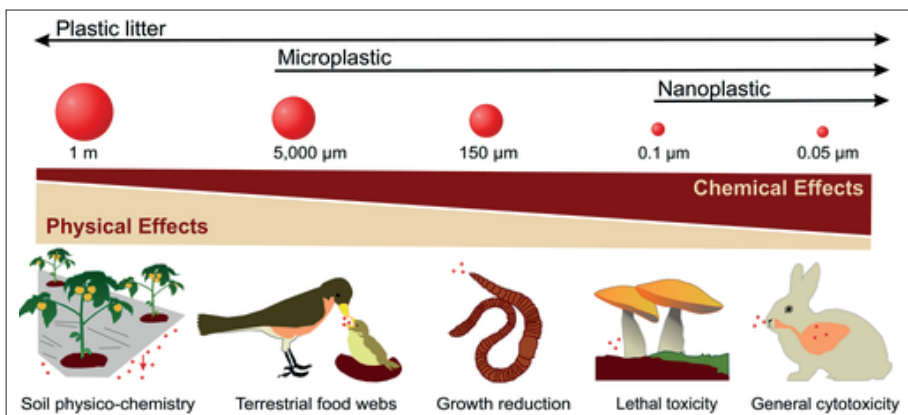 Plastic litter
Microplastic
Nanoplastic
1 m
5,000 µm
150 µm
0.1 µm
0.05 µm
Chemical Effects
Physical Effects
Soil physico-chemistry
Terrestrial food webs
Growth reduction
Lethal toxicity
General cytotoxicity